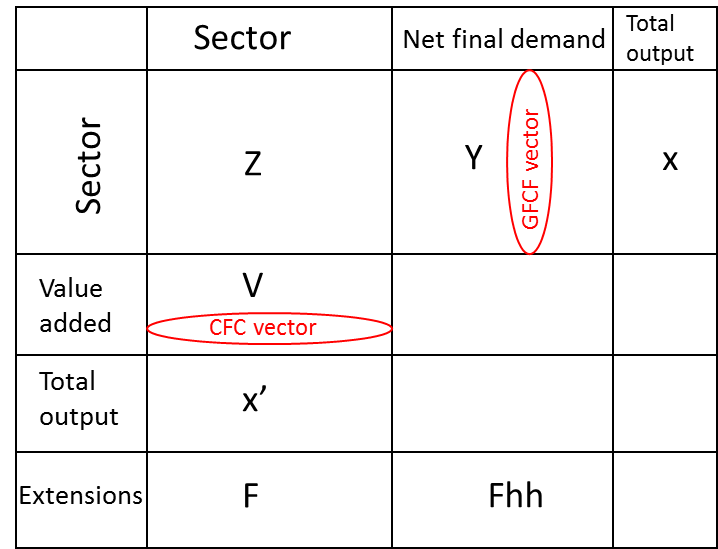 Sector
Net final demand
Total
output
Sector
Z
Y
GFCF vector
x
Value
added
V
CFC vector
Total
output
x’
Extensions
F
Fhh